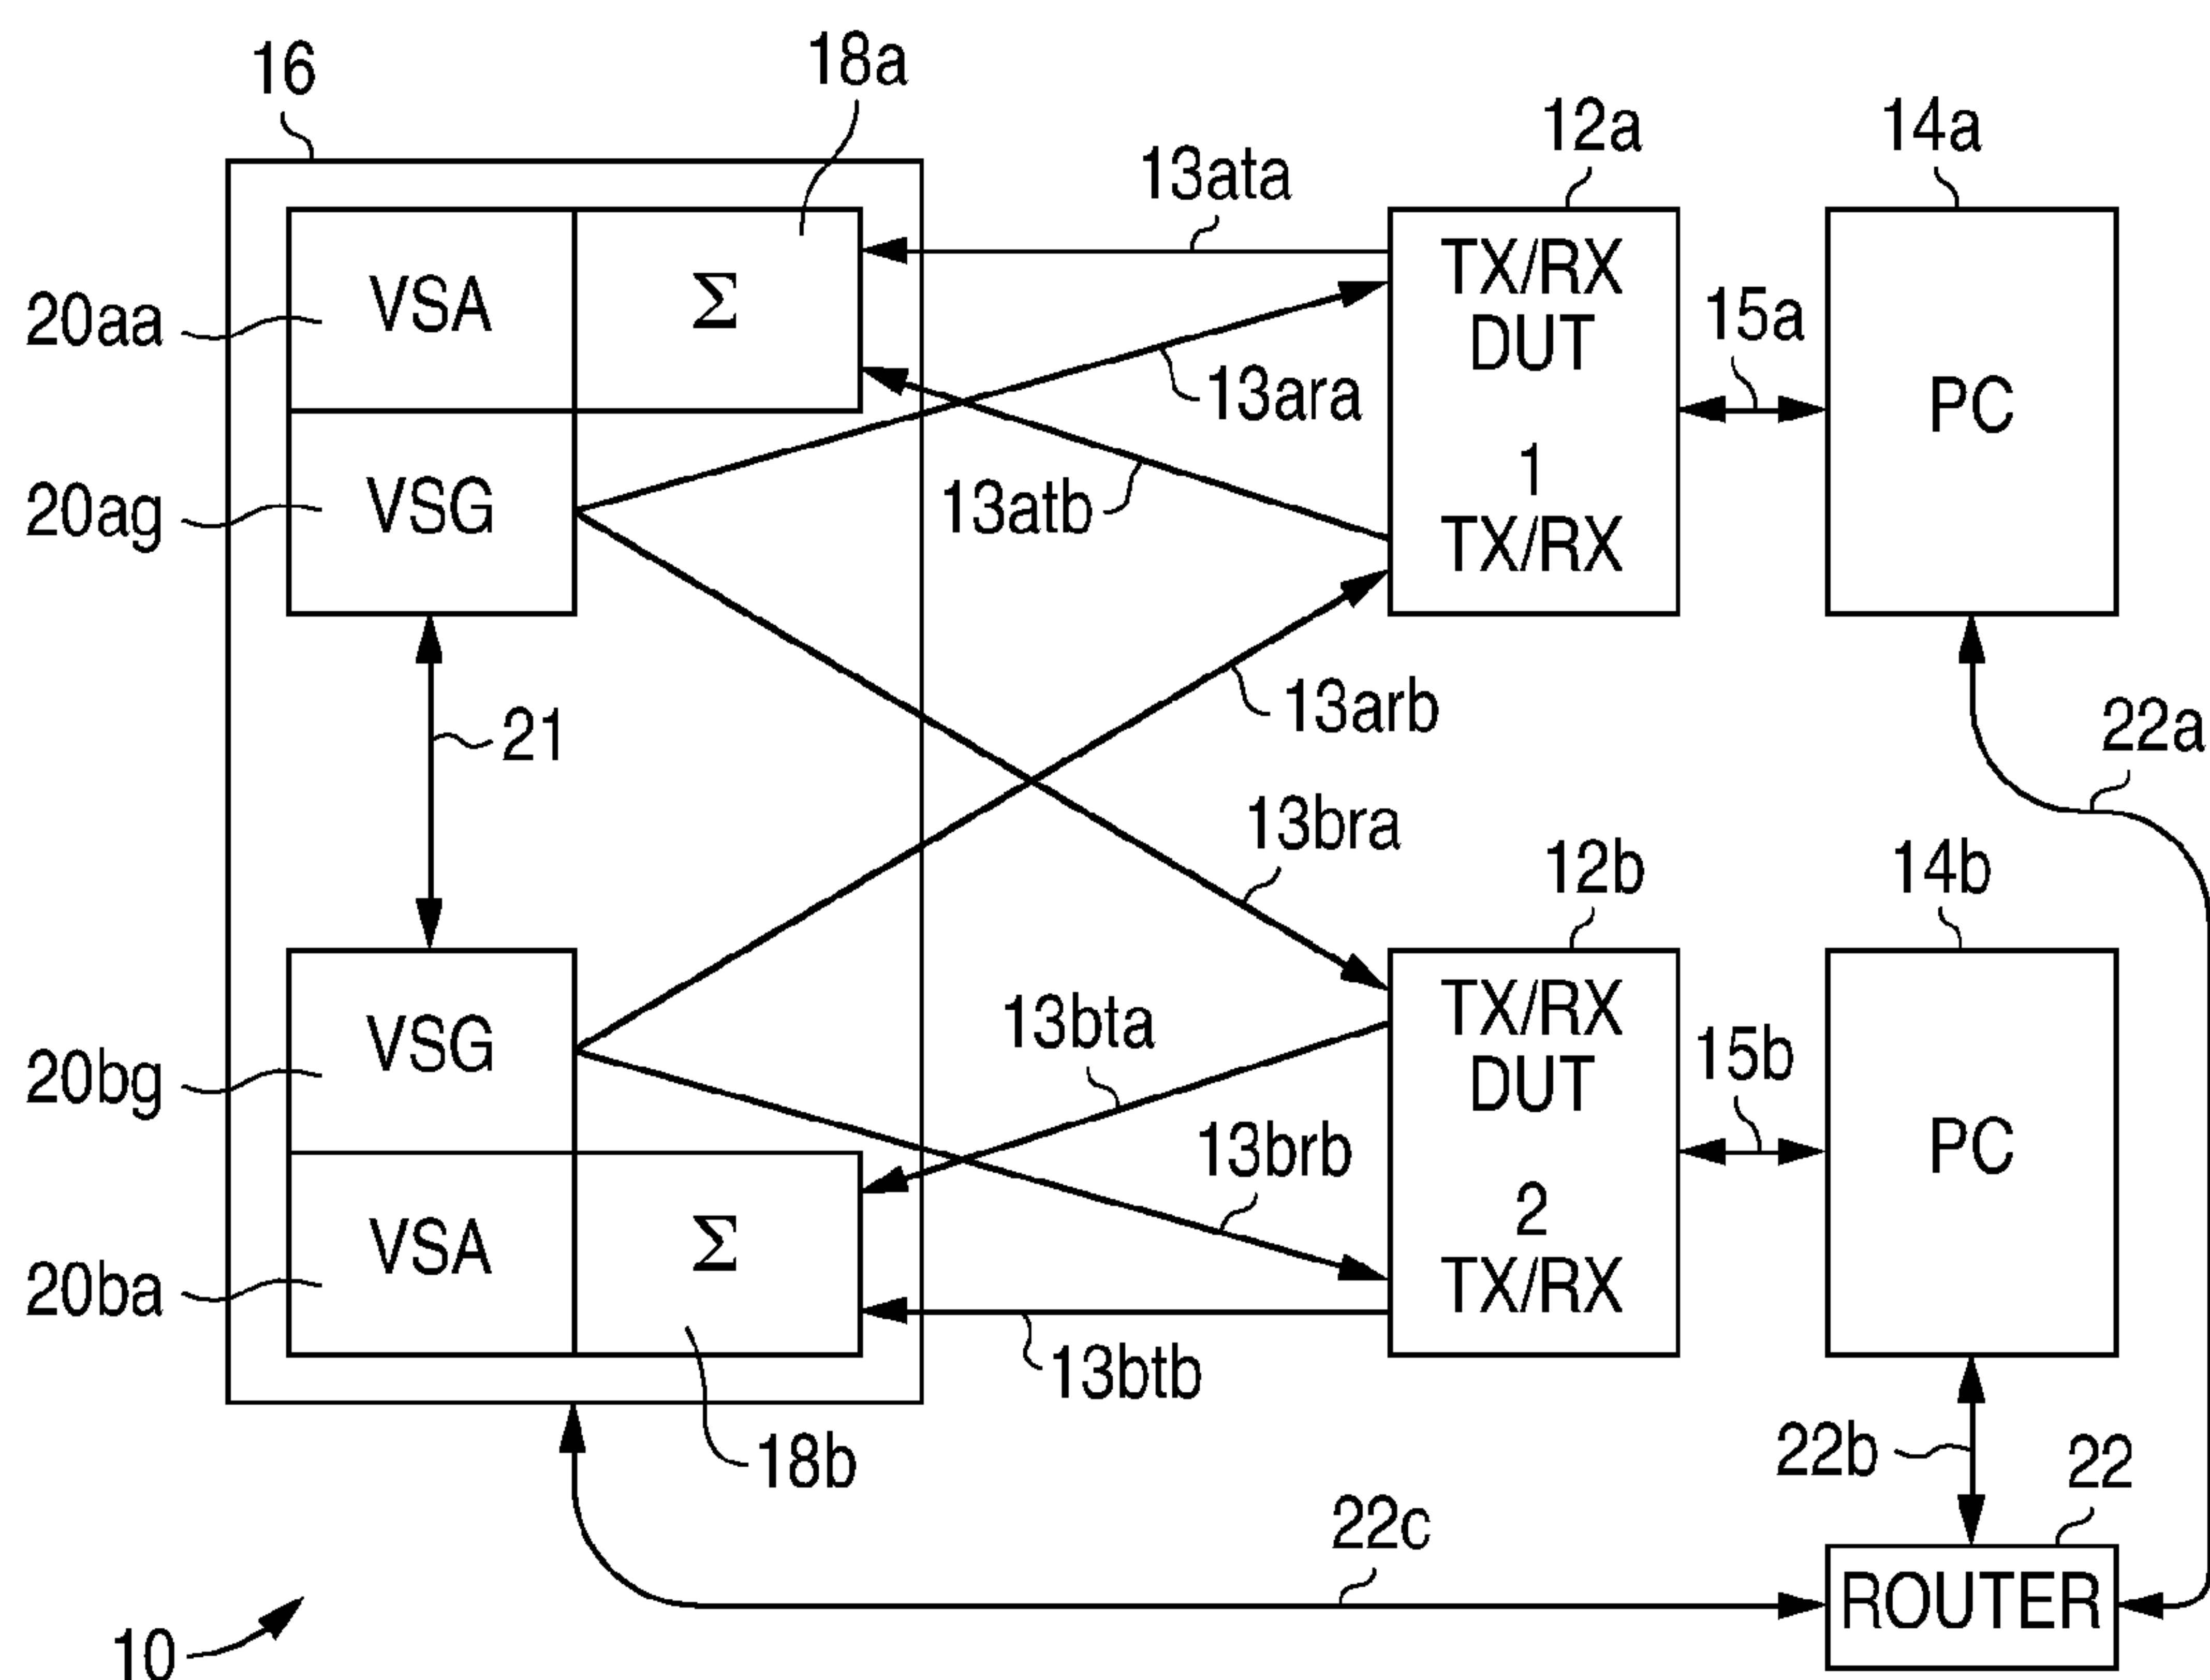 16
18a
12a
14a
13ata
20aa
VSA
Σ
TX/RX
DUT
1
TX/RX
15a
PC
13ara
20ag
VSG
13atb
21
13arb
22a
13bra
12b
14b
20bg
VSG
13bta
TX/RX
DUT
2
TX/RX
15b
PC
13brb
20ba
VSA
Σ
13btb
18b
22b
22
22c
ROUTER
10